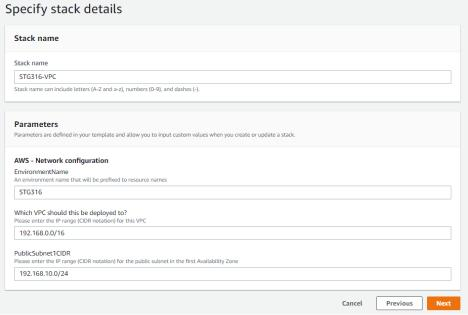 Specify stack details
Stack name
Stack name
STG316-VPC
Stack name can include letters (A-Z and a-z), numbers (0-9), and dashes (-).
Parameters
Parameters are defined in your template and allow you to input custom values when you create or update a stack.
AWS - Network configuration
EnvironmentName
An environment name that will be prefixed to resource names
STG316
Which VPC should this be deployed to?
Please enter the IP range (CIDR notation) for this VPC
192.168.0.0/16
PublicSubnet1CIDR
Please enter the IP range (CIDR notation) for the public subnet in the first Availability Zone
192.168.10.0/24
Cancel Previous Next